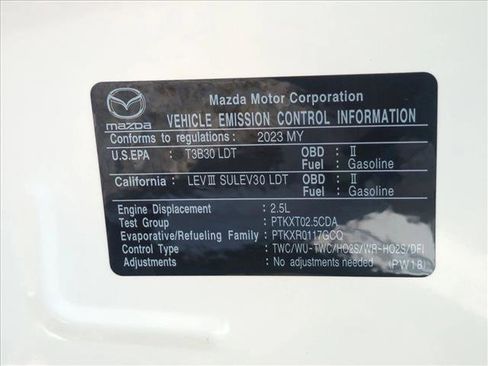 Mazda Motor Corporation
mazda
VEHICLE EMISSION CONTROL INFORMATION
Conforms to regulations: 2023 MY
U.S.EPA : T3B30 LDT OBD : II
Fuel : Gasoline
California : LEVIII SULEV30 LDT OBD : II
Fuel : Gasoline
Engine Displacement : 2.5L
Test Group : PTKXT02.5CDA
Evaporative/Refueling Family : PTKXR0117GCQ
Control Type : TWC/WU-TWC/HO2S/WR-HO2S/DFI
Adjustments : No adjustments needed (PW18)